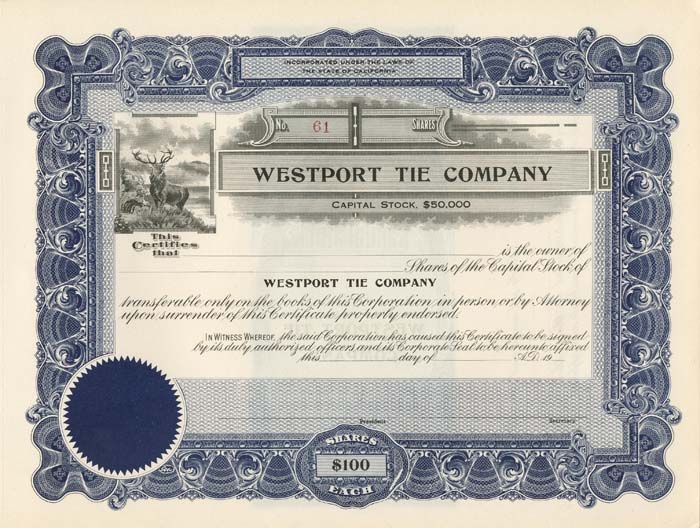 INCORPORATED UNDER THE LAWS OF
THE STATE OF CALIFORNIA
No. 61 SHARES
WESTPORT TIE COMPANY
CAPITAL STOCK, $50,000
This
Certifies
that
is the owner of
Shares of the Capital Stock of
WESTPORT TIE COMPANY
transferable only on the books of this Corporation in person or by Attorney
upon surrender of this Certificate properly endorsed.
IN WITNESS WHEREOF, the said Corporation has caused this Certificate to be signed
by its duly authorized officers and its Corporate Seal to be hereunto affixed
this day of A.D. 19
President Secretary
SHARES
$100
EACH